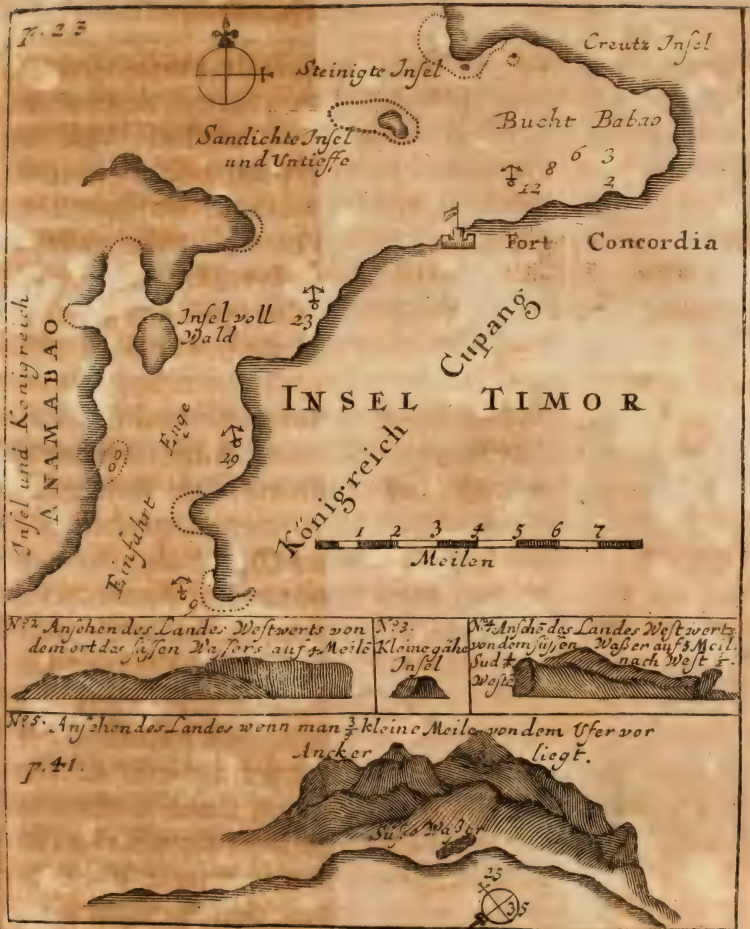 p. 23
Creutz Insel
Steinigte Insel
Sandichte Insel
und Untieffe
Bucht Babao
8 6 3
12 2
Fort Concordia
Insel voll
Wald
23
Insel und Königreich
ANAMABAO
Königreich Cupang
INSEL TIMOR
Einfahrt Enge
29
9
1 2 3 4 5 6 7
Meilen
No 2 Ansehen des Landes Westwerts von
dem ort des süssen Wassers auf 4 Meile
No 3.
Kleine gähe
Insel
No 4 Ansehē des Landes Westwerts
von dem süssen Waßer auf 5 Meil.
Sud
Weste
nach West
No 5. Ansehen des Landes wenn man 3/4 kleine Meile von dem Ufer vor
Ancker liegt.
p. 41.
Süss Waßer
25
35